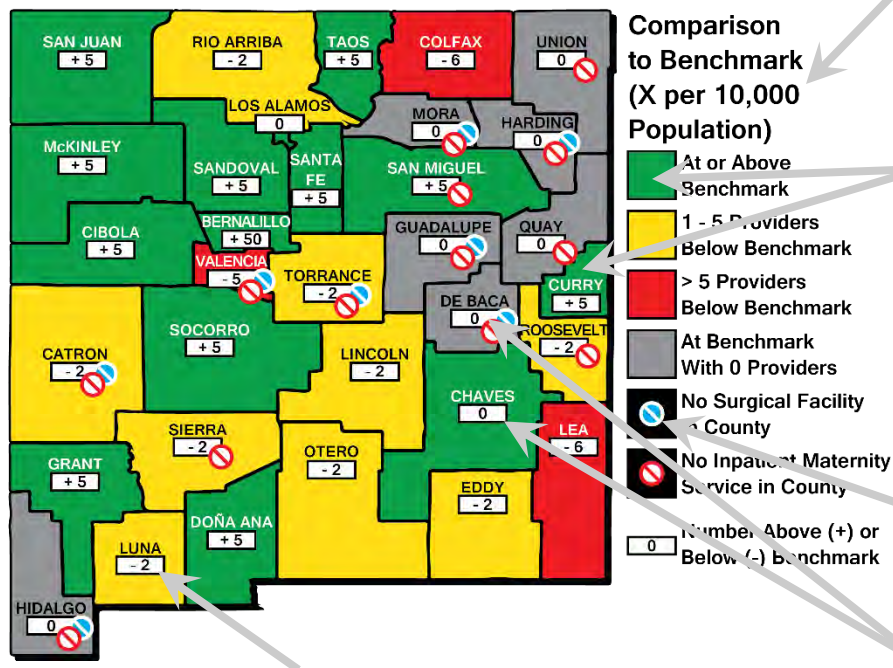 SAN JUAN
+ 5
RIO ARRIBA
- 2
TAOS
+ 5
COLFAX
- 6
UNION
0
LOS ALAMOS
0
MORA
0
HARDING
0
McKINLEY
+ 5
SANDOVAL
+ 5
SANTA
FE
+ 5
SAN MIGUEL
+ 5
CIBOLA
+ 5
BERNALILLO
+ 50
GUADALUPE
0
QUAY
0
VALENCIA
- 5
TORRANCE
- 2
CURRY
+ 5
DE BACA
0
ROOSEVELT
- 2
SOCORRO
+ 5
CATRON
- 2
LINCOLN
- 2
CHAVES
0
SIERRA
- 2
LEA
- 6
OTERO
- 2
GRANT
+ 5
EDDY
- 2
DOÑA ANA
+ 5
LUNA
- 2
HIDALGO
0
Comparison
to Benchmark
(X per 10,000
Population)
At or Above
Benchmark
1 - 5 Providers
Below Benchmark
> 5 Providers
Below Benchmark
At Benchmark
With 0 Providers
No Surgical Facility
in County
No Inpatient Maternity
Service in County
0
Number Above (+) or
Below (-) Benchmark